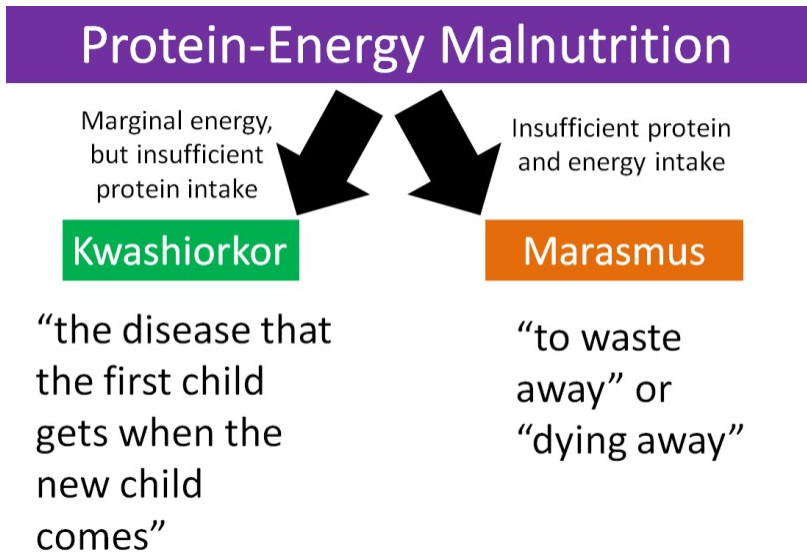 Protein-Energy Malnutrition
Marginal energy,
but insufficient
protein intake
Insufficient protein
and energy intake
Kwashiorkor
Marasmus
“the disease that
the first child
gets when the
new child
comes”
“to waste
away” or
“dying away”